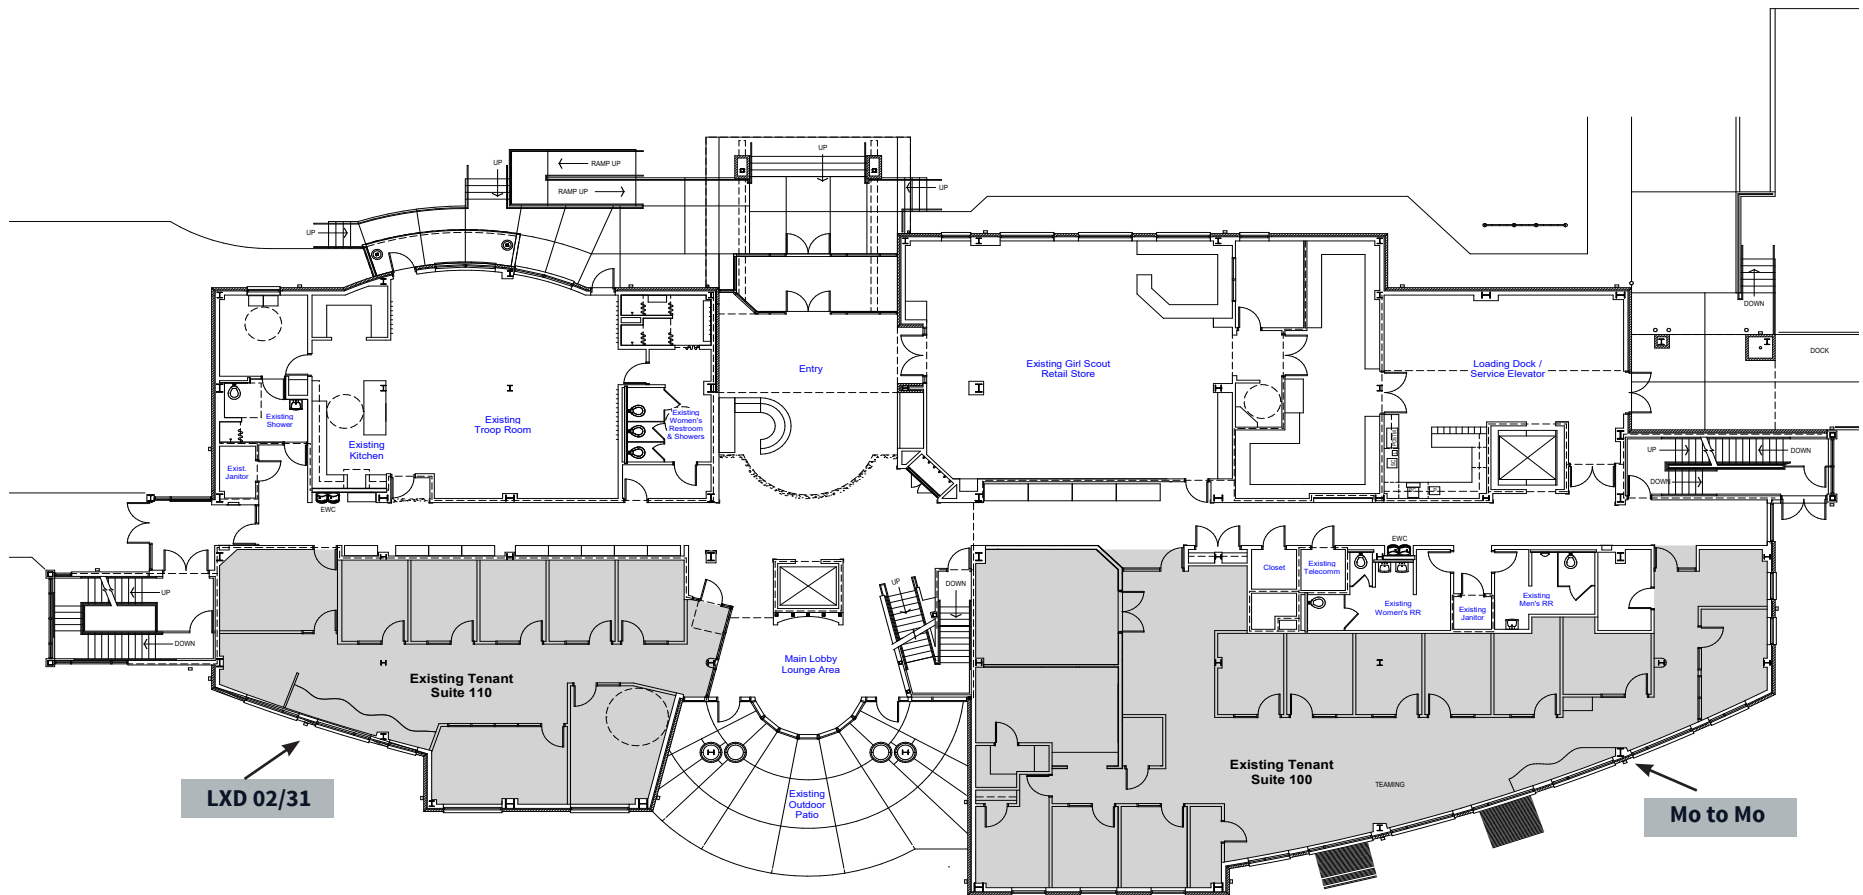 UP
RAMP UP
RAMP UP
UP
UP
UP
DOWN
DOCK
Entry
Existing Girl Scout
Retail Store
Loading Dock /
Service Elevator
Existing
Shower
Existing
Kitchen
Existing
Troop Room
Existing
Women's
Restroom
& Showers
Exist.
Janitor
UP
DOWN
DOWN
EWC
EWC
UP
DOWN
UP
DOWN
Closet
Existing
Telecomm
Existing
Women's RR
Existing
Janitor
Existing
Men's RR
Main Lobby
Lounge Area
Existing Tenant
Suite 110
Existing Tenant
Suite 100
TEAMING
Existing
Outdoor
Patio
LXD 02/31
Mo to Mo